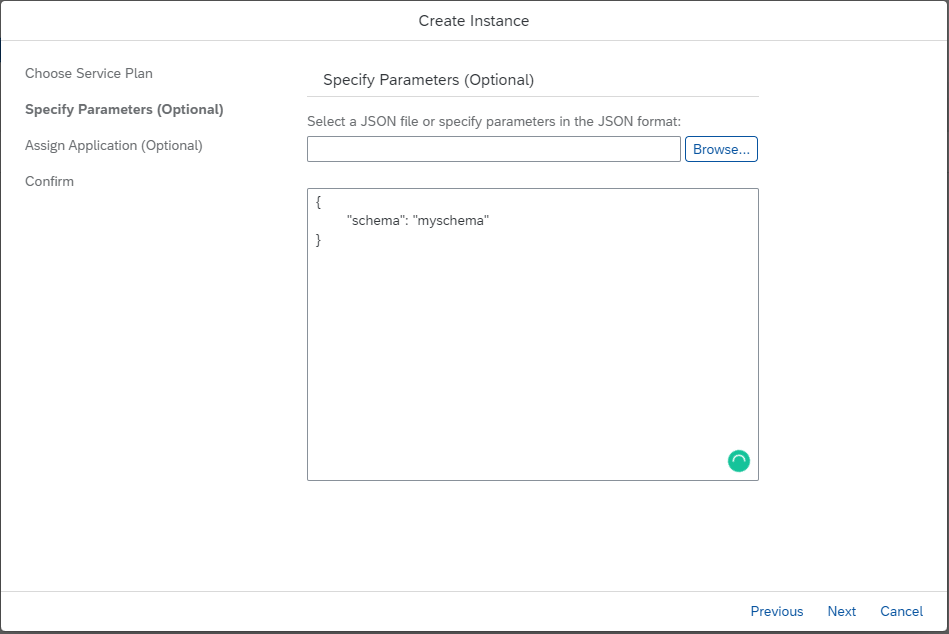 Create Instance
Choose Service Plan
Specify Parameters (Optional)
Assign Application (Optional)
Confirm
Specify Parameters (Optional)
Select a JSON file or specify parameters in the JSON format:
Browse...
{
"schema": "myschema"
}
Previous Next Cancel